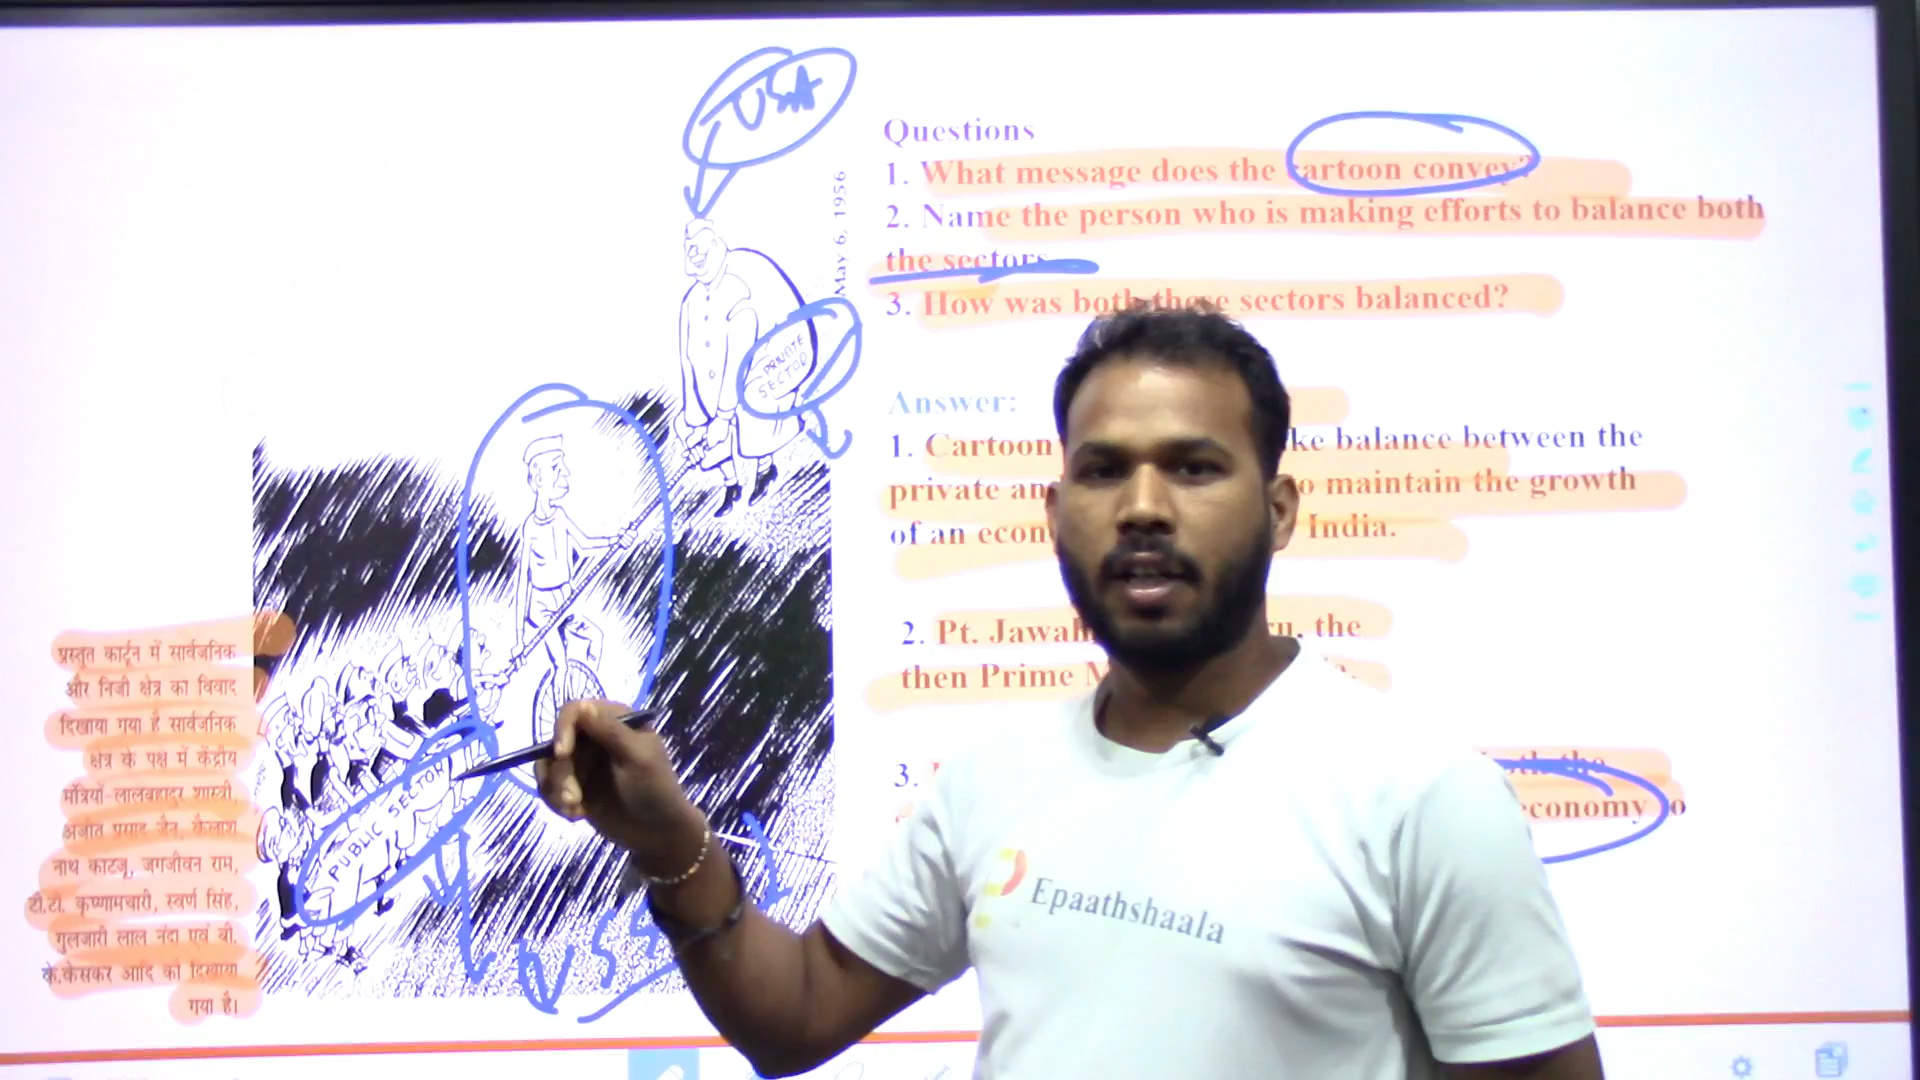 USA
May 6, 1956
PRIVATE
SECTOR
PUBLIC SECTOR
USSR
प्रस्तुत कार्टून में सार्वजनिक
और निजी क्षेत्र का विवाद
दिखाया गया है सार्वजनिक
क्षेत्र के पक्ष में केंद्रीय
मंत्रियों-लालबहादुर शास्त्री,
अजीत प्रसाद जैन, कैलाश
नाथ काटजू, जगजीवन राम,
टी.टी. कृष्णामचारी, स्वर्ण सिंह,
गुलजारी लाल नंदा एवं बी.
के.केसकर आदि को दिखाया
गया है।
Questions
1. What message does the cartoon convey?
2. Name the person who is making efforts to balance both
the sectors
3. How was both these sectors balanced?
Answer:
1. Cartoon balance between the
private maintain the growth
of an India.
2. Pt. the
then Prime
3. both the
economy
Epaathshaala